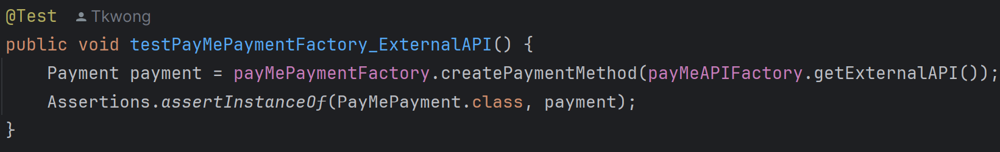 @Test Tkwong
public void testPayMePaymentFactory_ExternalAPI() {
    Payment payment = payMePaymentFactory.createPaymentMethod(payMeAPIFactory.getExternalAPI());
    Assertions.assertInstanceOf(PayMePayment.class, payment);
}